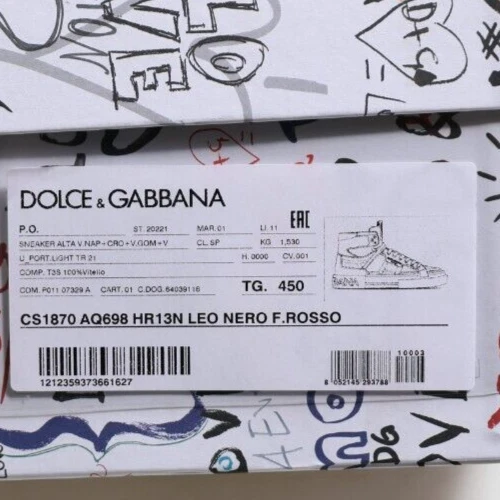 LOVE
D+G
L =
#
DOLCE & GABBANA
P.O. ST. 20221 MAR. 01 LI. 11 EAC
SNEAKER ALTA V.NAP+CRO+V.GOM+V CL. SP KG 1,530
U_PORT.LIGHT TR 21 H. 0000 CV. 001
COMP. T3S 100%Vitello
COM. P011 07329 A CART. 01 C.DOG. 64039116 TG. 450
CS1870 AQ698 HR13N LEO NERO F.ROSSO
10003
1212359373661627
8 052145 293788